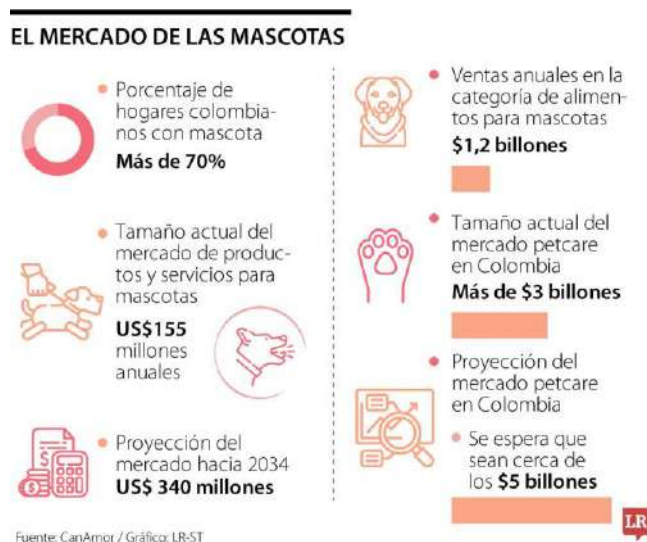 EL MERCADO DE LAS MASCOTAS
Porcentaje de
hogares colombia-
nos con mascota
Más de 70%
Tamaño actual del
mercado de produc-
tos y servicios para
mascotas
US$155
millones
anuales
Proyección del
mercado hacia 2034
US$ 340 millones
Ventas anuales en la
categoría de alimen-
tos para mascotas
$1,2 billones
Tamaño actual del
mercado petcare
en Colombia
Más de $3 billones
Proyección del
mercado petcare
en Colombia
Se espera que
sean cerca de
los $5 billones
Fuente: CanAmor / Gráfico: LR-ST
LR